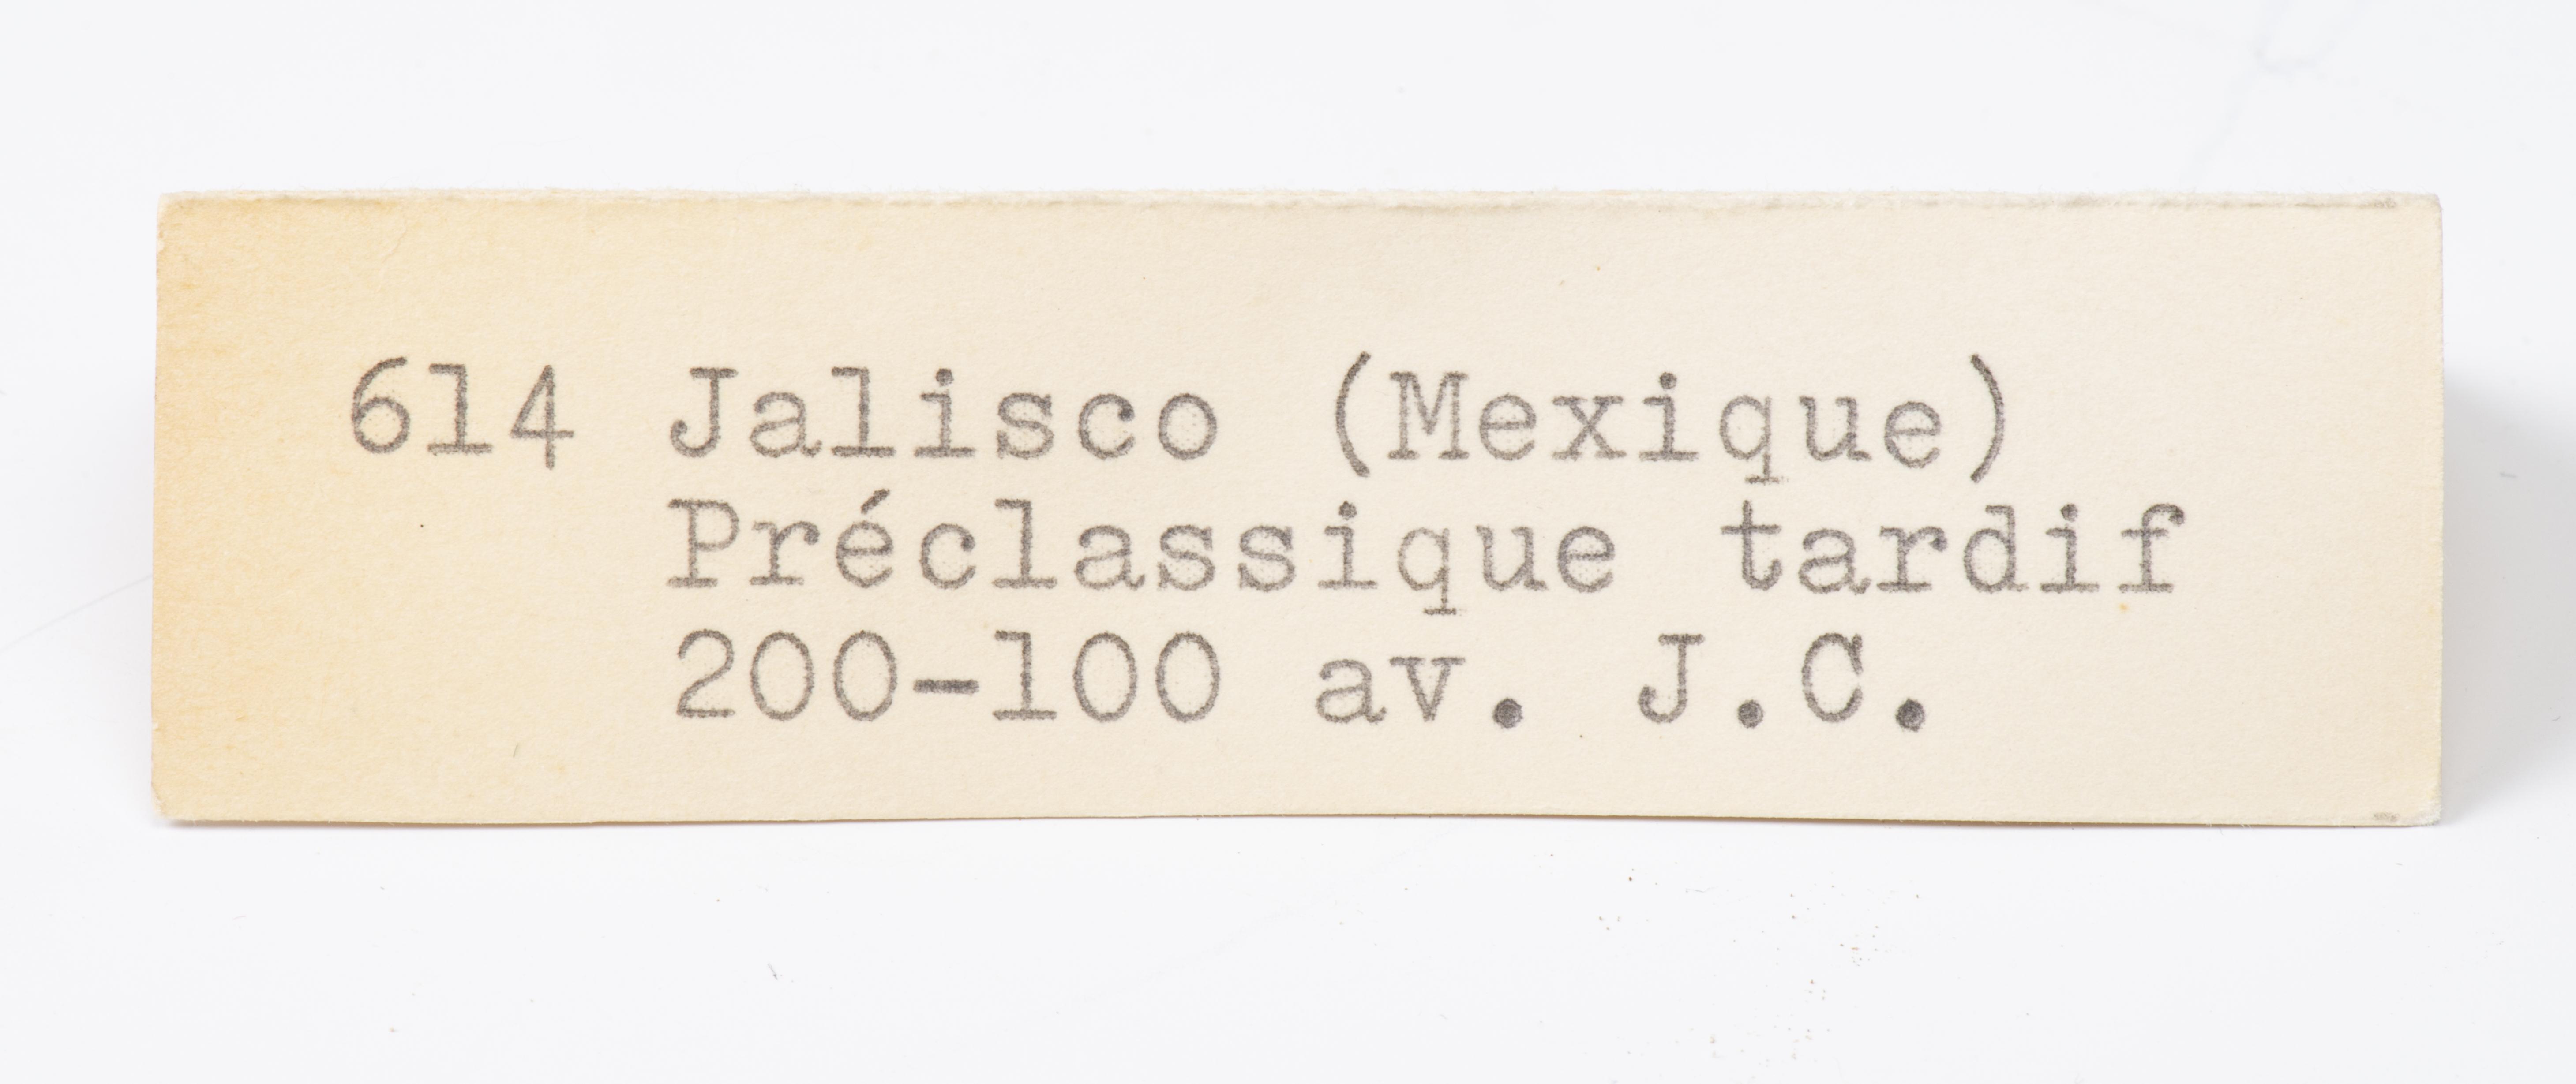 614 Jalisco (Mexique)
Préclassique tardif
200-100 av. J.C.